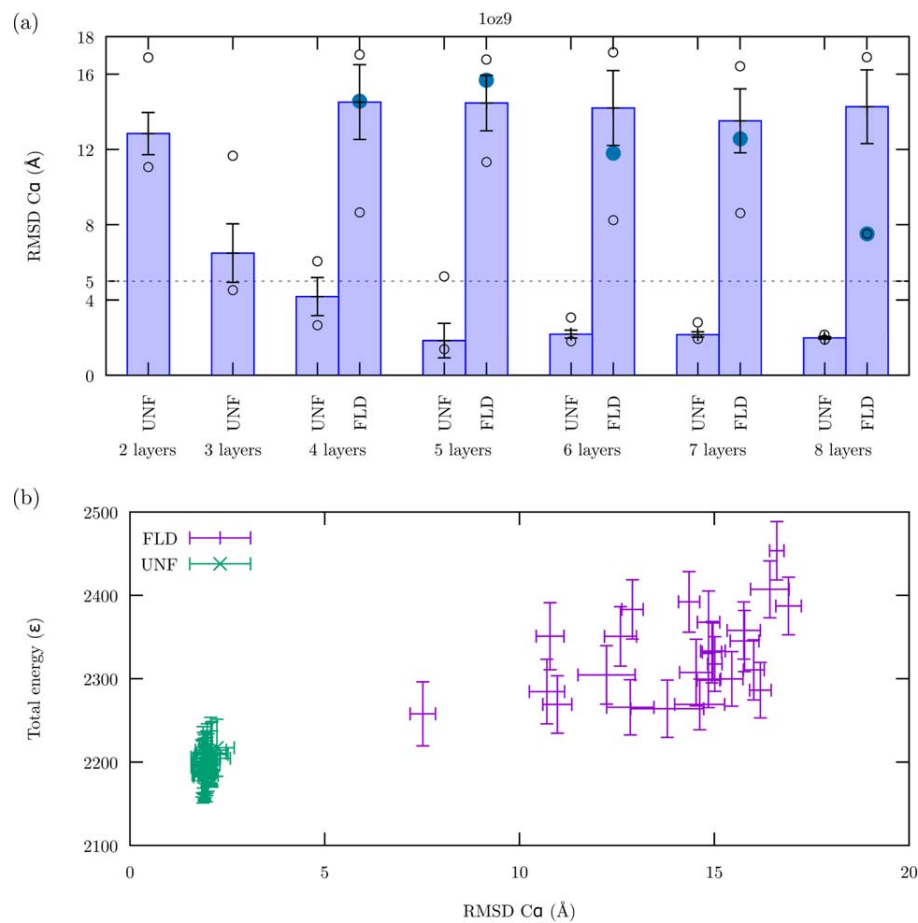 (a)
1oz9
RMSD Cα (Å)
18
16
12
8
5
4
0
UNF UNF UNF FLD UNF FLD UNF FLD UNF FLD UNF FLD
2 layers 3 layers 4 layers 5 layers 6 layers 7 layers 8 layers
(b)
Total energy (ε)
2500
2400
2300
2200
2100
FLD
UNF
0 5 10 15 20
RMSD Cα (Å)